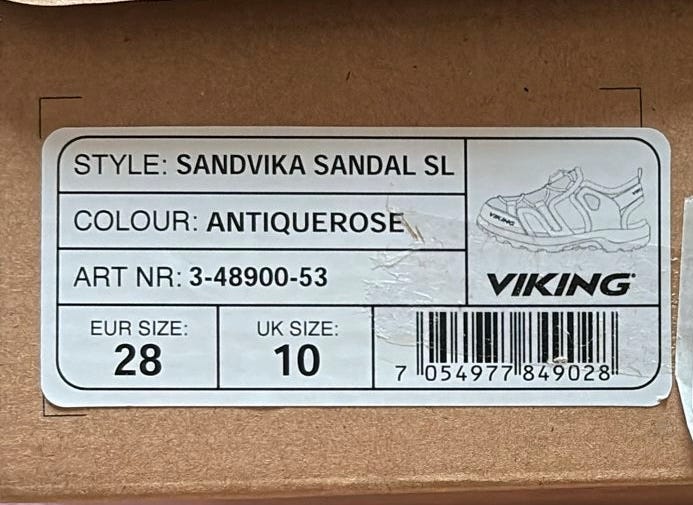 STYLE: SANDVIKA SANDAL SL
COLOUR: ANTIQUEROSE
ART NR: 3-48900-53
VIKING
VIKING
EUR SIZE:
28
UK SIZE:
10
7 054977 849028